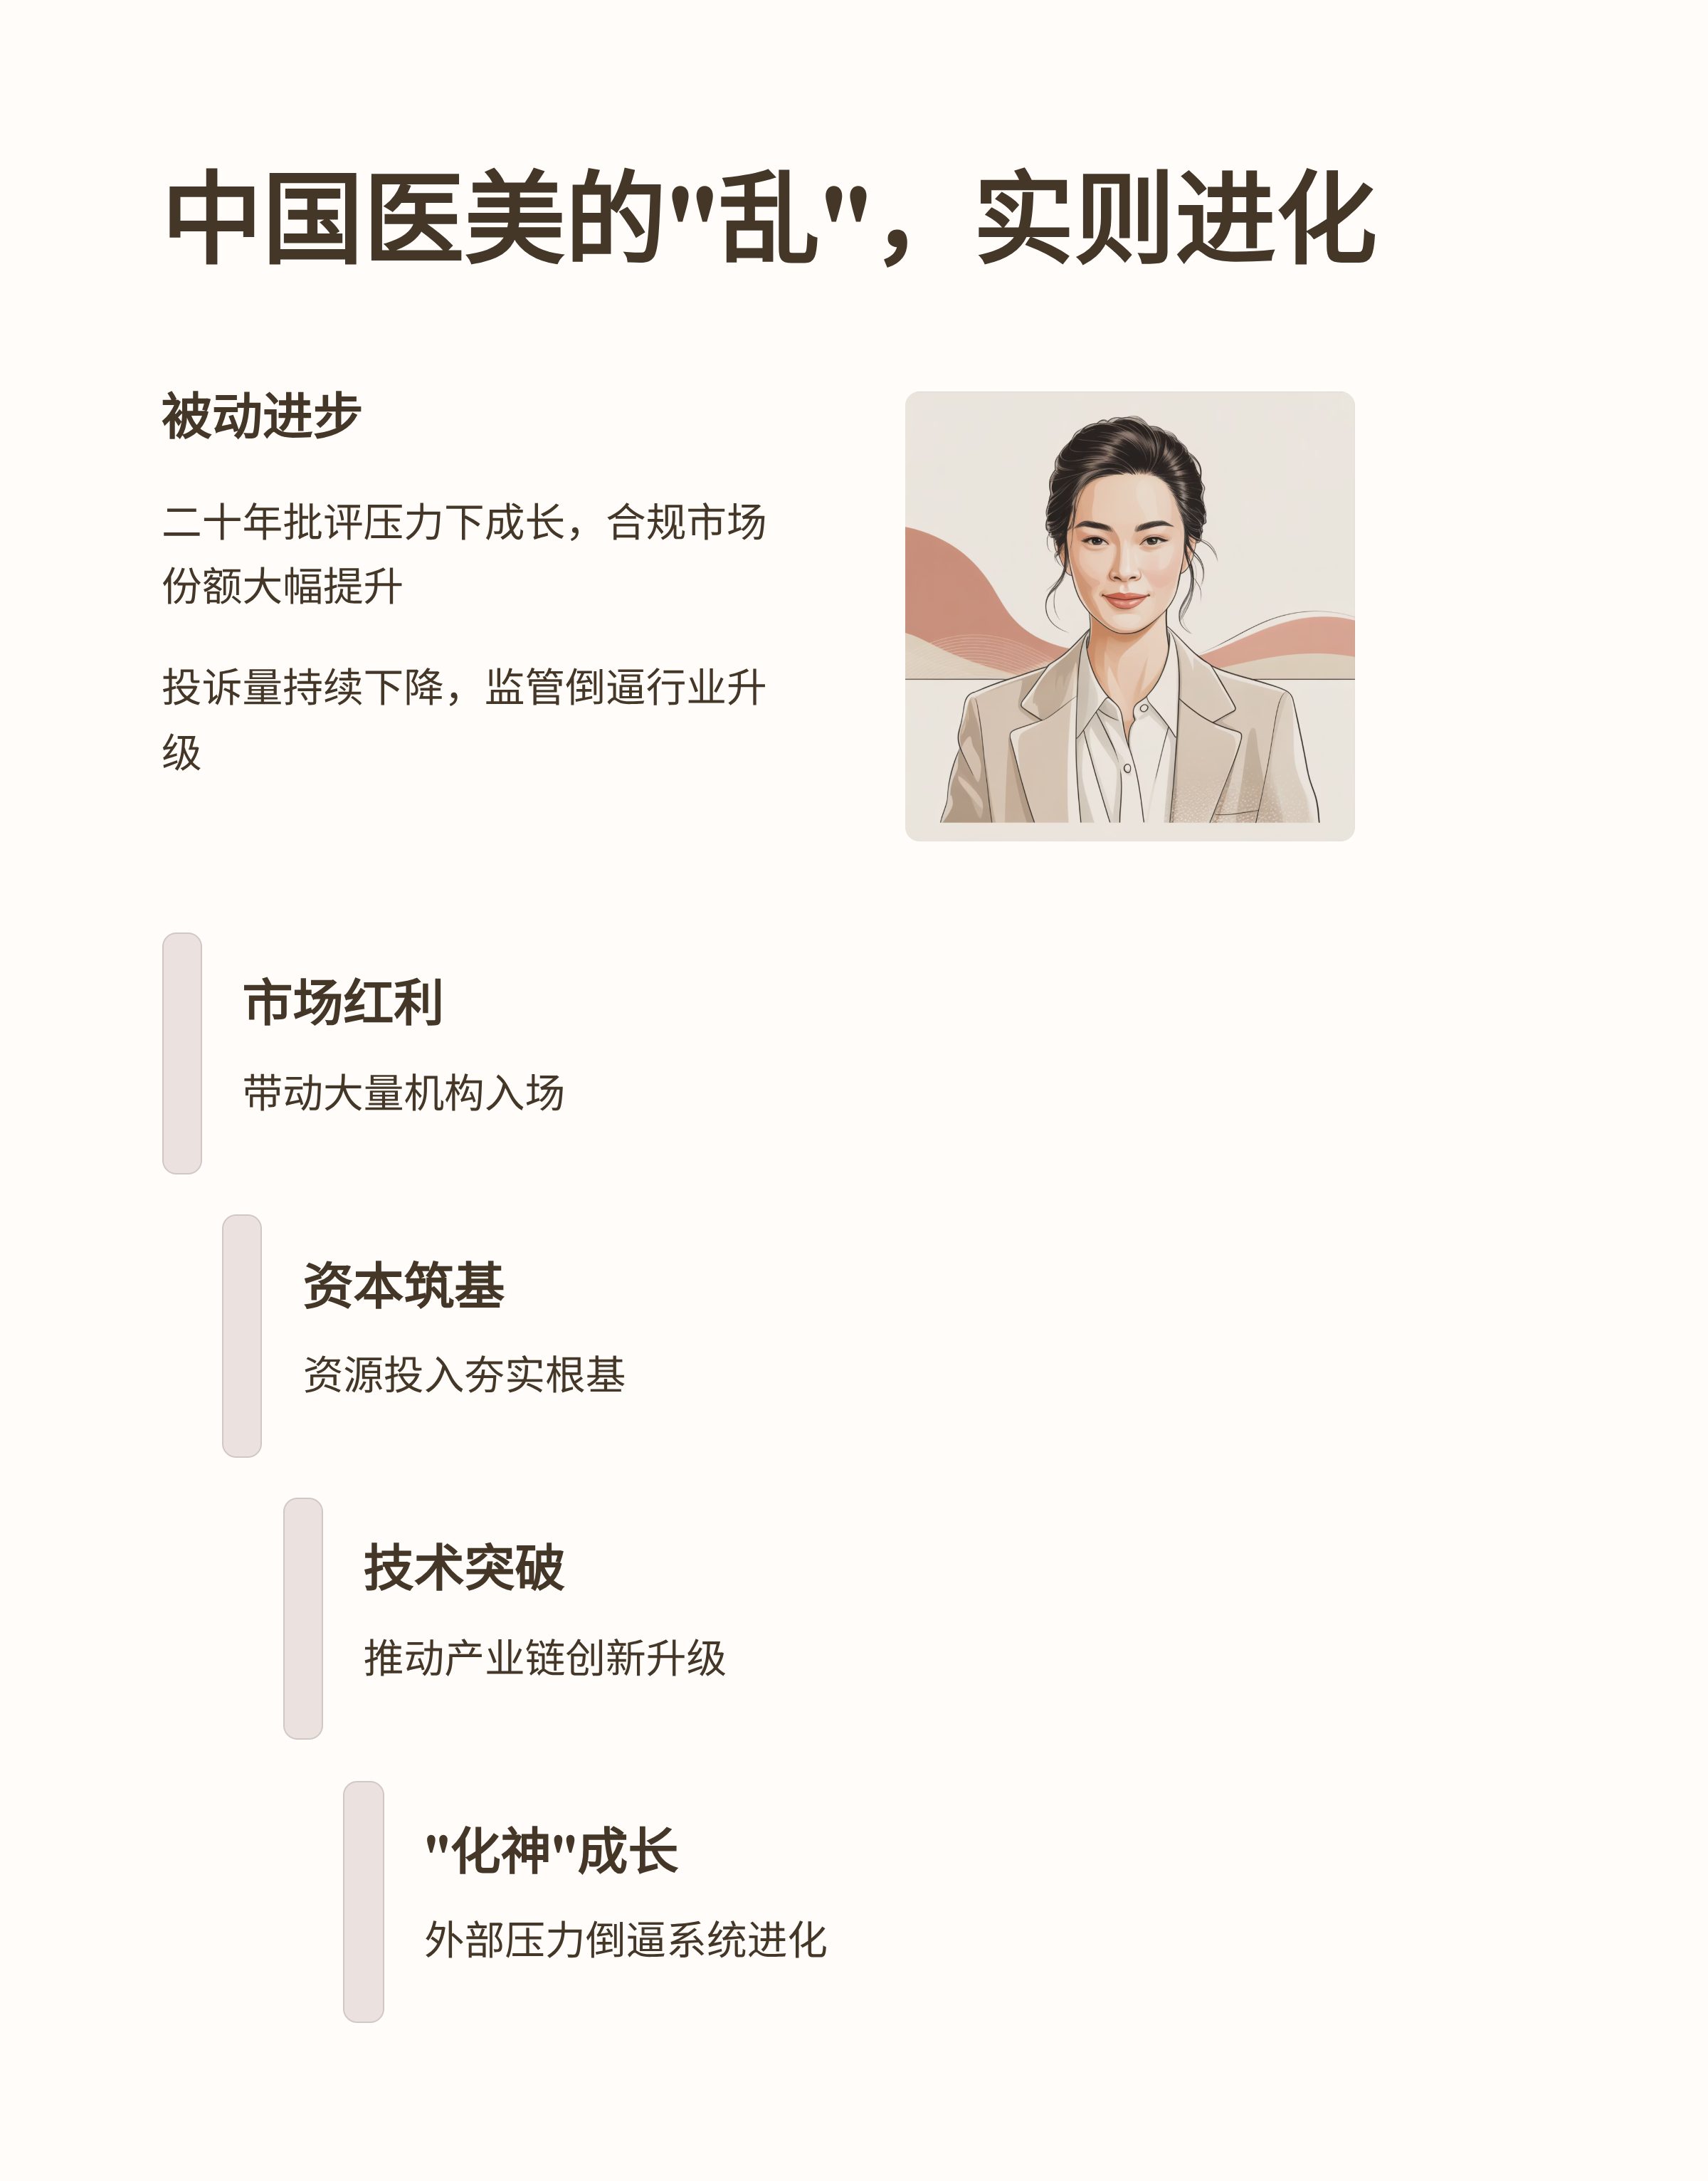 中国医美的"乱"，实则进化
被动进步
二十年批评压力下成长，合规市场
份额大幅提升
投诉量持续下降，监管倒逼行业升
级
市场红利
带动大量机构入场
资本筑基
资源投入夯实根基
技术突破
推动产业链创新升级
"化神"成长
外部压力倒逼系统进化